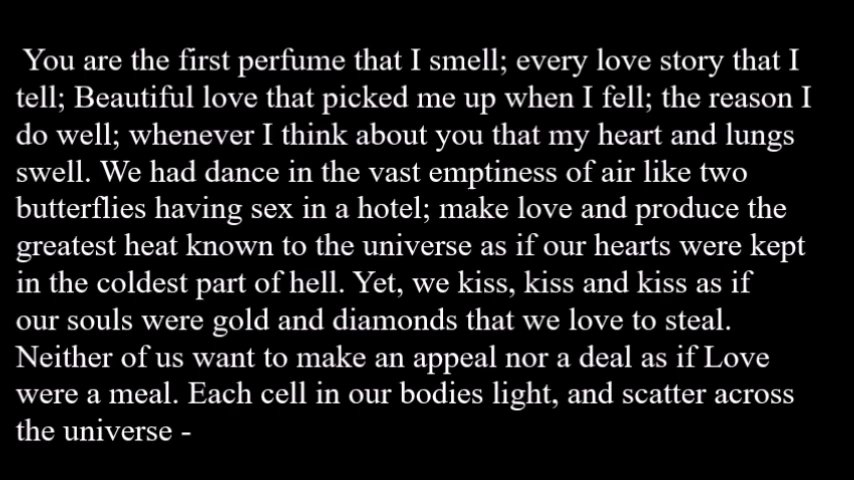 You are the first perfume that I smell; every love story that I
tell; Beautiful love that picked me up when I fell; the reason I
do well; whenever I think about you that my heart and lungs
swell. We had dance in the vast emptiness of air like two
butterflies having sex in a hotel; make love and produce the
greatest heat known to the universe as if our hearts were kept
in the coldest part of hell. Yet, we kiss, kiss and kiss as if
our souls were gold and diamonds that we love to steal.
Neither of us want to make an appeal nor a deal as if Love
were a meal. Each cell in our bodies light, and scatter across
the universe -